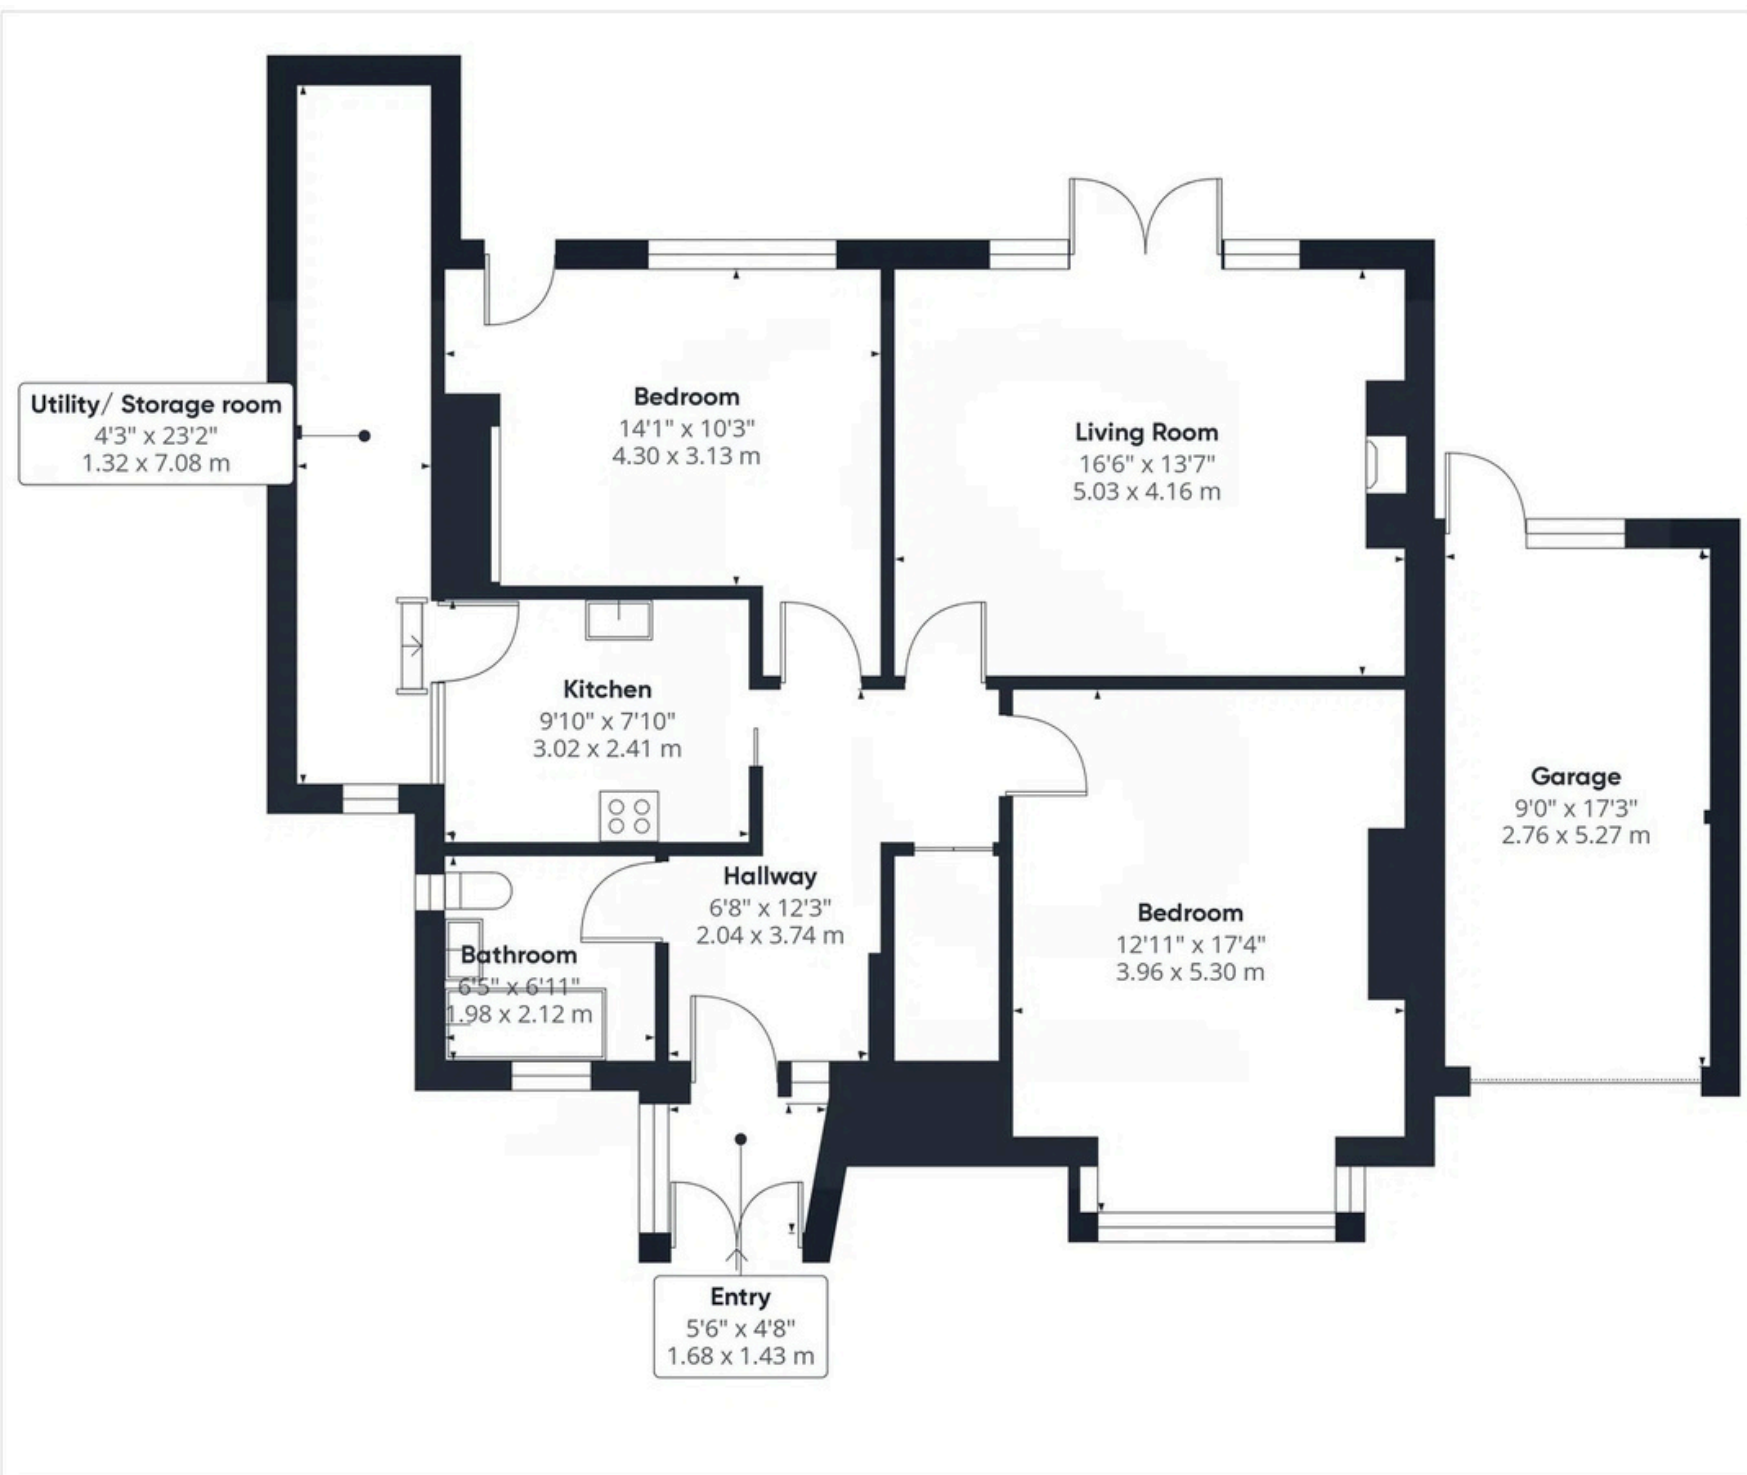 Utility/ Storage room
4'3" x 23'2"
1.32 x 7.08 m
Bedroom
14'1" x 10'3"
4.30 x 3.13 m
Living Room
16'6" x 13'7"
5.03 x 4.16 m
Kitchen
9'10" x 7'10"
3.02 x 2.41 m
Garage
9'0" x 17'3"
2.76 x 5.27 m
Hallway
6'8" x 12'3"
2.04 x 3.74 m
Bedroom
12'11" x 17'4"
3.96 x 5.30 m
Bathroom
6'5" x 6'11"
1.98 x 2.12 m
Entry
5'6" x 4'8"
1.68 x 1.43 m